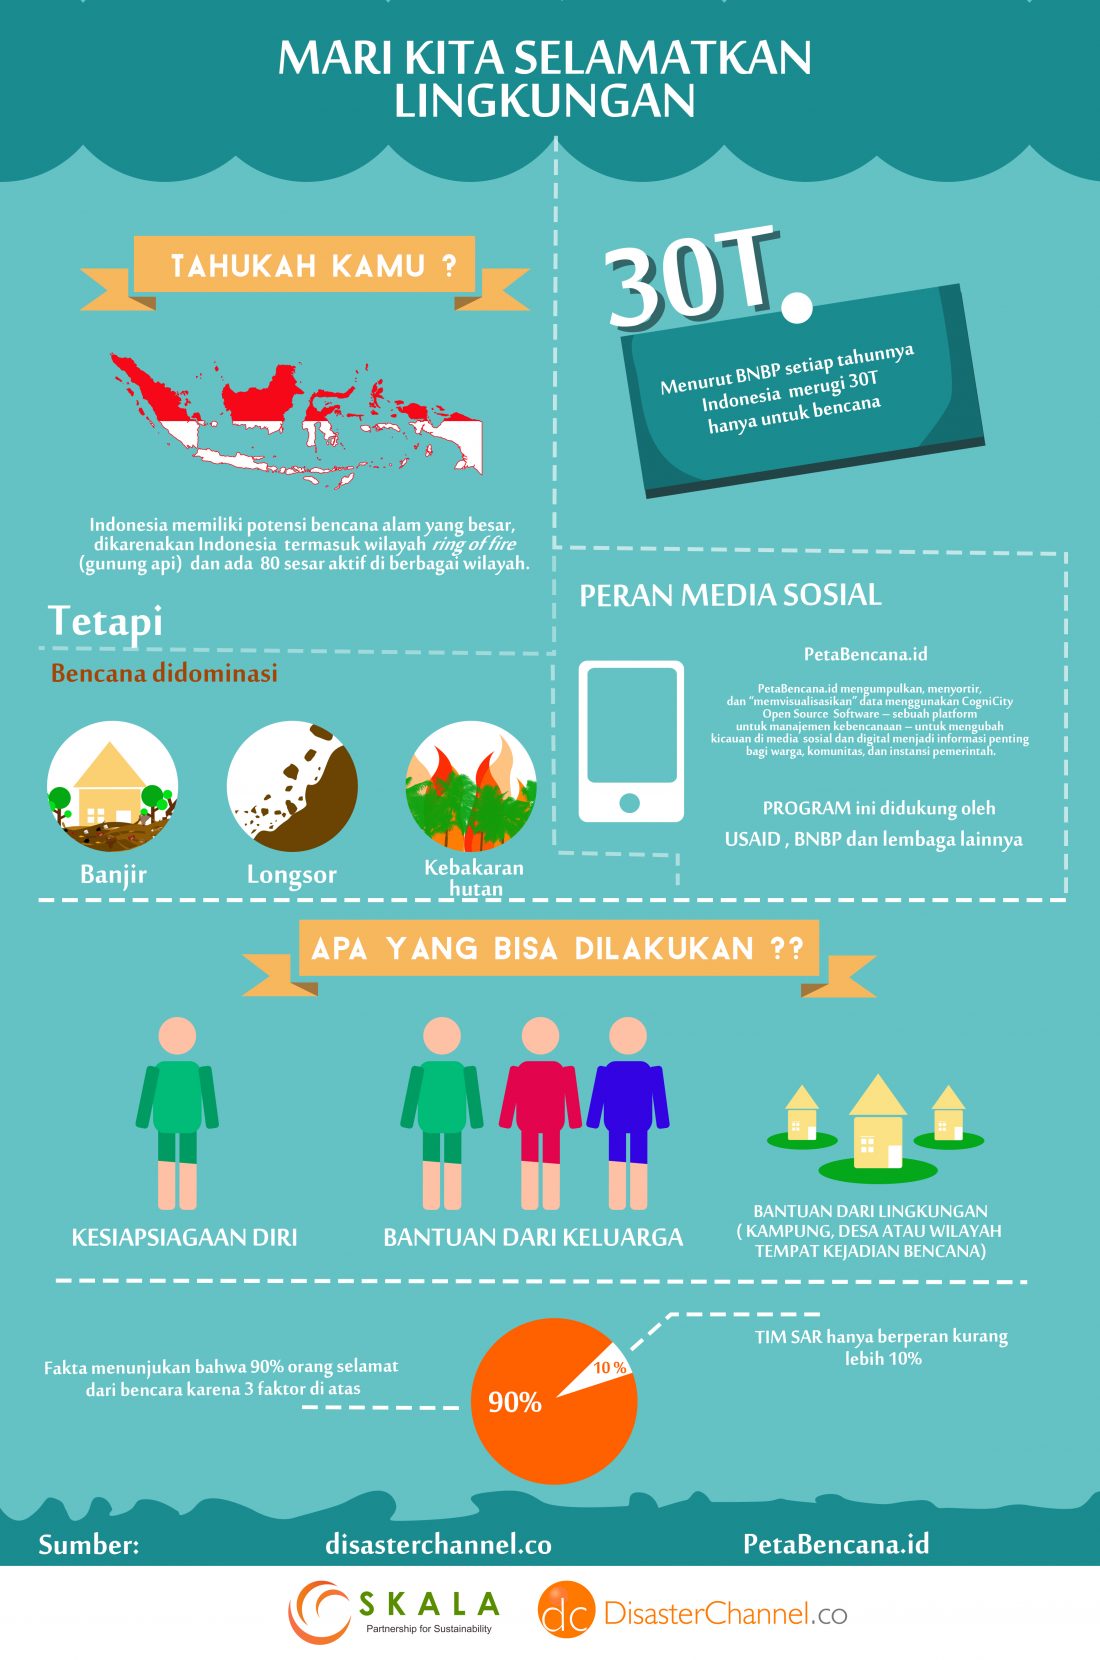 MARI KITA SELAMATKAN
LINGKUNGAN
TAHUKAH KAMU ?
Indonesia memiliki potensi bencana alam yang besar,
dikarenakan Indonesia termasuk wilayah ring of fire
(gunung api) dan ada 80 sesar aktif di berbagai wilayah.
Tetapi
Bencana didominasi
Banjir
Longsor
Kebakaran
hutan
30T.
Menurut BNBP setiap tahunnya
Indonesia merugi 30T
hanya untuk bencana
PERAN MEDIA SOSIAL
PetaBencana.id
PetaBencana.id mengumpulkan, menyortir,
dan “memvisualisasikan” data menggunakan CogniCity
Open Source Software – sebuah platform
untuk manajemen kebencanaan – untuk mengubah
kicauan di media sosial dan digital menjadi informasi penting
bagi warga, komunitas, dan instansi pemerintah.
PROGRAM ini didukung oleh
USAID , BNBP dan lembaga lainnya
APA YANG BISA DILAKUKAN ??
KESIAPSIAGAAN DIRI
BANTUAN DARI KELUARGA
BANTUAN DARI LINGKUNGAN
( KAMPUNG, DESA ATAU WILAYAH
TEMPAT KEJADIAN BENCANA)
Fakta menunjukan bahwa 90% orang selamat
dari bencara karena 3 faktor di atas
90%
10 %
TIM SAR hanya berperan kurang
lebih 10%
Sumber:
disasterchannel.co
PetaBencana.id
SKALA
Partnership for Sustainability
dc
DisasterChannel.co